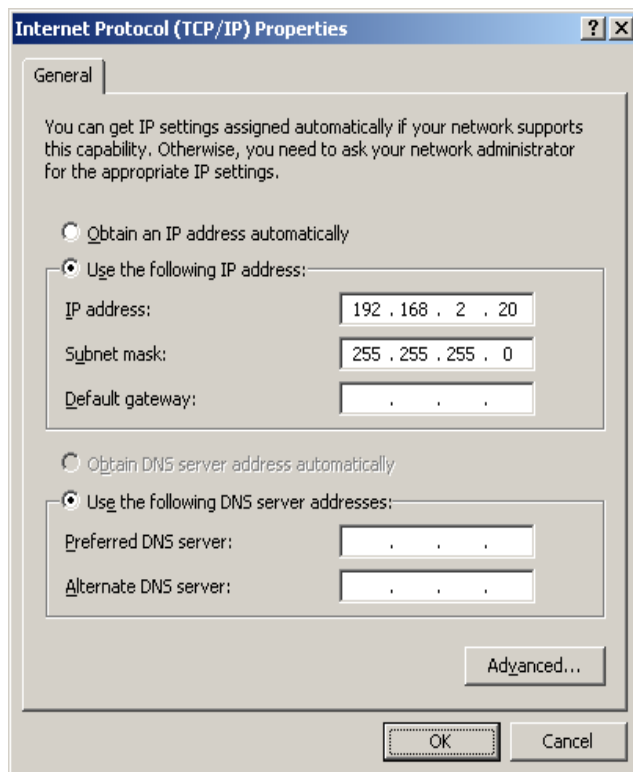 Internet Protocol (TCP/IP) Properties
General
You can get IP settings assigned automatically if your network supports
this capability. Otherwise, you need to ask your network administrator
for the appropriate IP settings.
Obtain an IP address automatically
Use the following IP address:
IP address: 192 . 168 . 2 . 20
Subnet mask: 255 . 255 . 255 . 0
Default gateway: . . .
Obtain DNS server address automatically
Use the following DNS server addresses:
Preferred DNS server: . . .
Alternate DNS server: . . .
Advanced...
OK Cancel